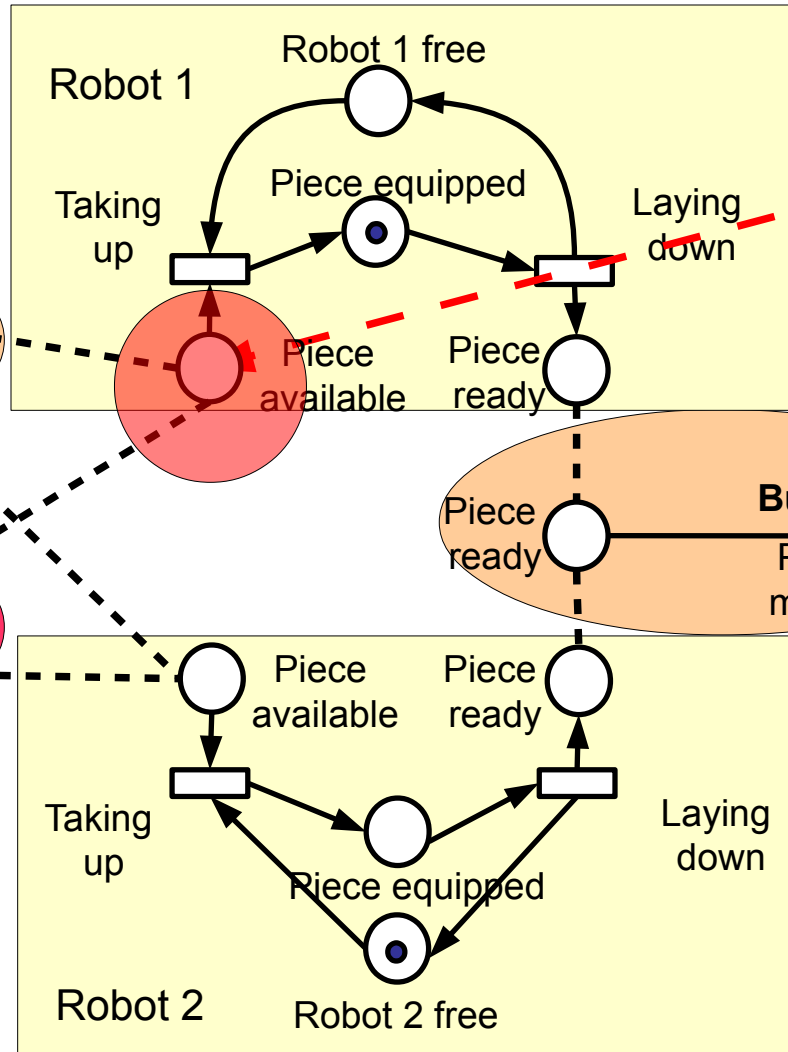 Robot 1 free
Robot 1
Piece equipped
Taking
up
Laying
down
Piece
available
Piece
ready
Piece
ready
Piece
available
Piece
ready
Taking
up
Laying
down
Piece equipped
Robot 2 free
Robot 2